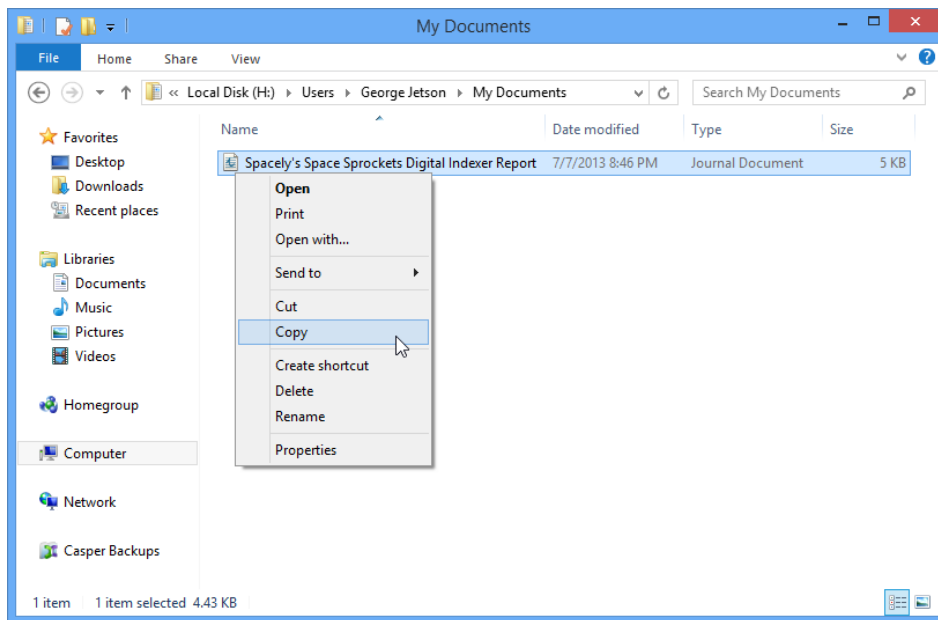 My Documents
File Home Share View
« Local Disk (H:) Users George Jetson My Documents Search My Documents
Name Date modified Type Size
Spacely's Space Sprockets Digital Indexer Report 7/7/2013 8:46 PM Journal Document 5 KB
Favorites
Desktop
Downloads
Recent places
Libraries
Documents
Music
Pictures
Videos
Homegroup
Computer
Network
Casper Backups
Open
Print
Open with...
Send to
Cut
Copy
Create shortcut
Delete
Rename
Properties
1 item 1 item selected 4.43 KB